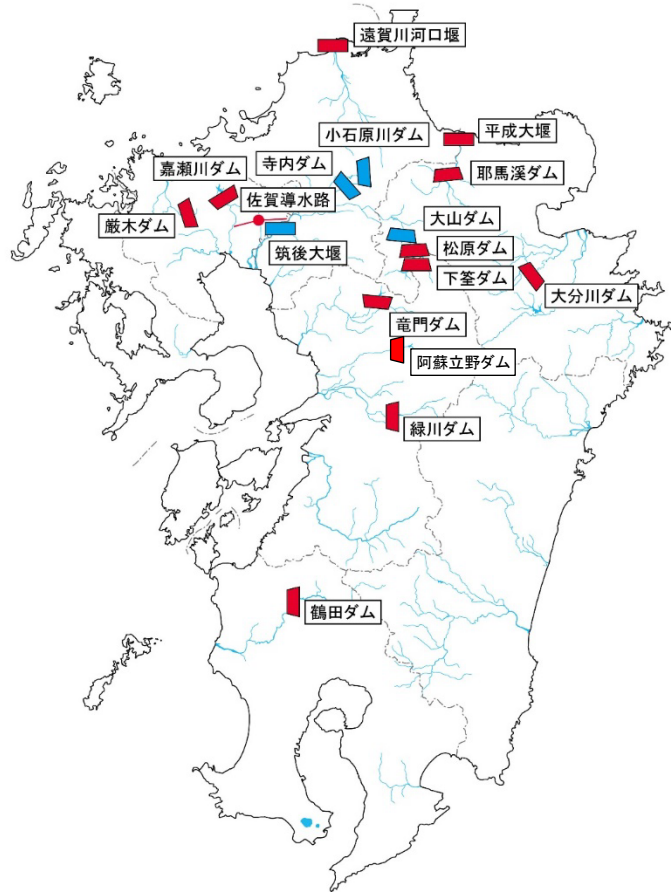 遠賀川河口堰
小石原川ダム
平成大堰
嘉瀬川ダム
寺内ダム
耶馬溪ダム
佐賀導水路
厳木ダム
大山ダム
筑後大堰
松原ダム
下筌ダム
大分川ダム
竜門ダム
阿蘇立野ダム
緑川ダム
鶴田ダム